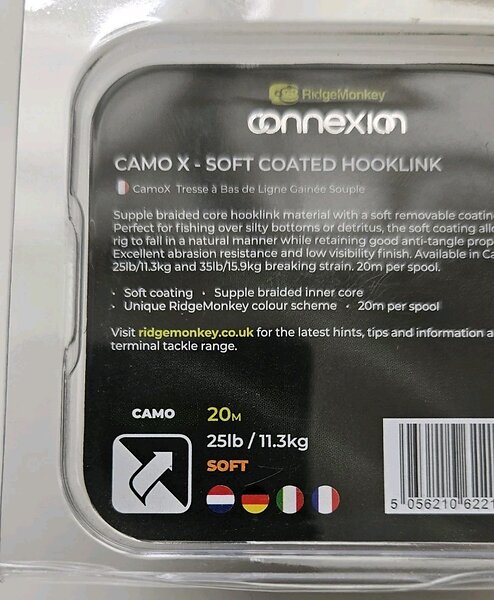 RidgeMonkey
connexion
CAMO X - SOFT COATED HOOKLINK
CamoX Tresse à Bas de Ligne Gainée Souple
Supple braided core hooklink material with a soft removable
Perfect for fishing over silty bottoms or detritus, the soft coating
rig to fall in a natural manner while retaining good anti-tangle
Excellent abrasion resistance and low visibility finish. Available in
25lb/11.3kg and 35lb/15.9kg breaking strain. 20m per spool.
· Soft coating · Supple braided inner core
· Unique RidgeMonkey colour scheme · 20m per spool
Visit ridgemonkey.co.uk for the latest hints, tips and information
terminal tackle range.
CAMO 20M
25lb / 11.3kg
SOFT
5 056210 6221